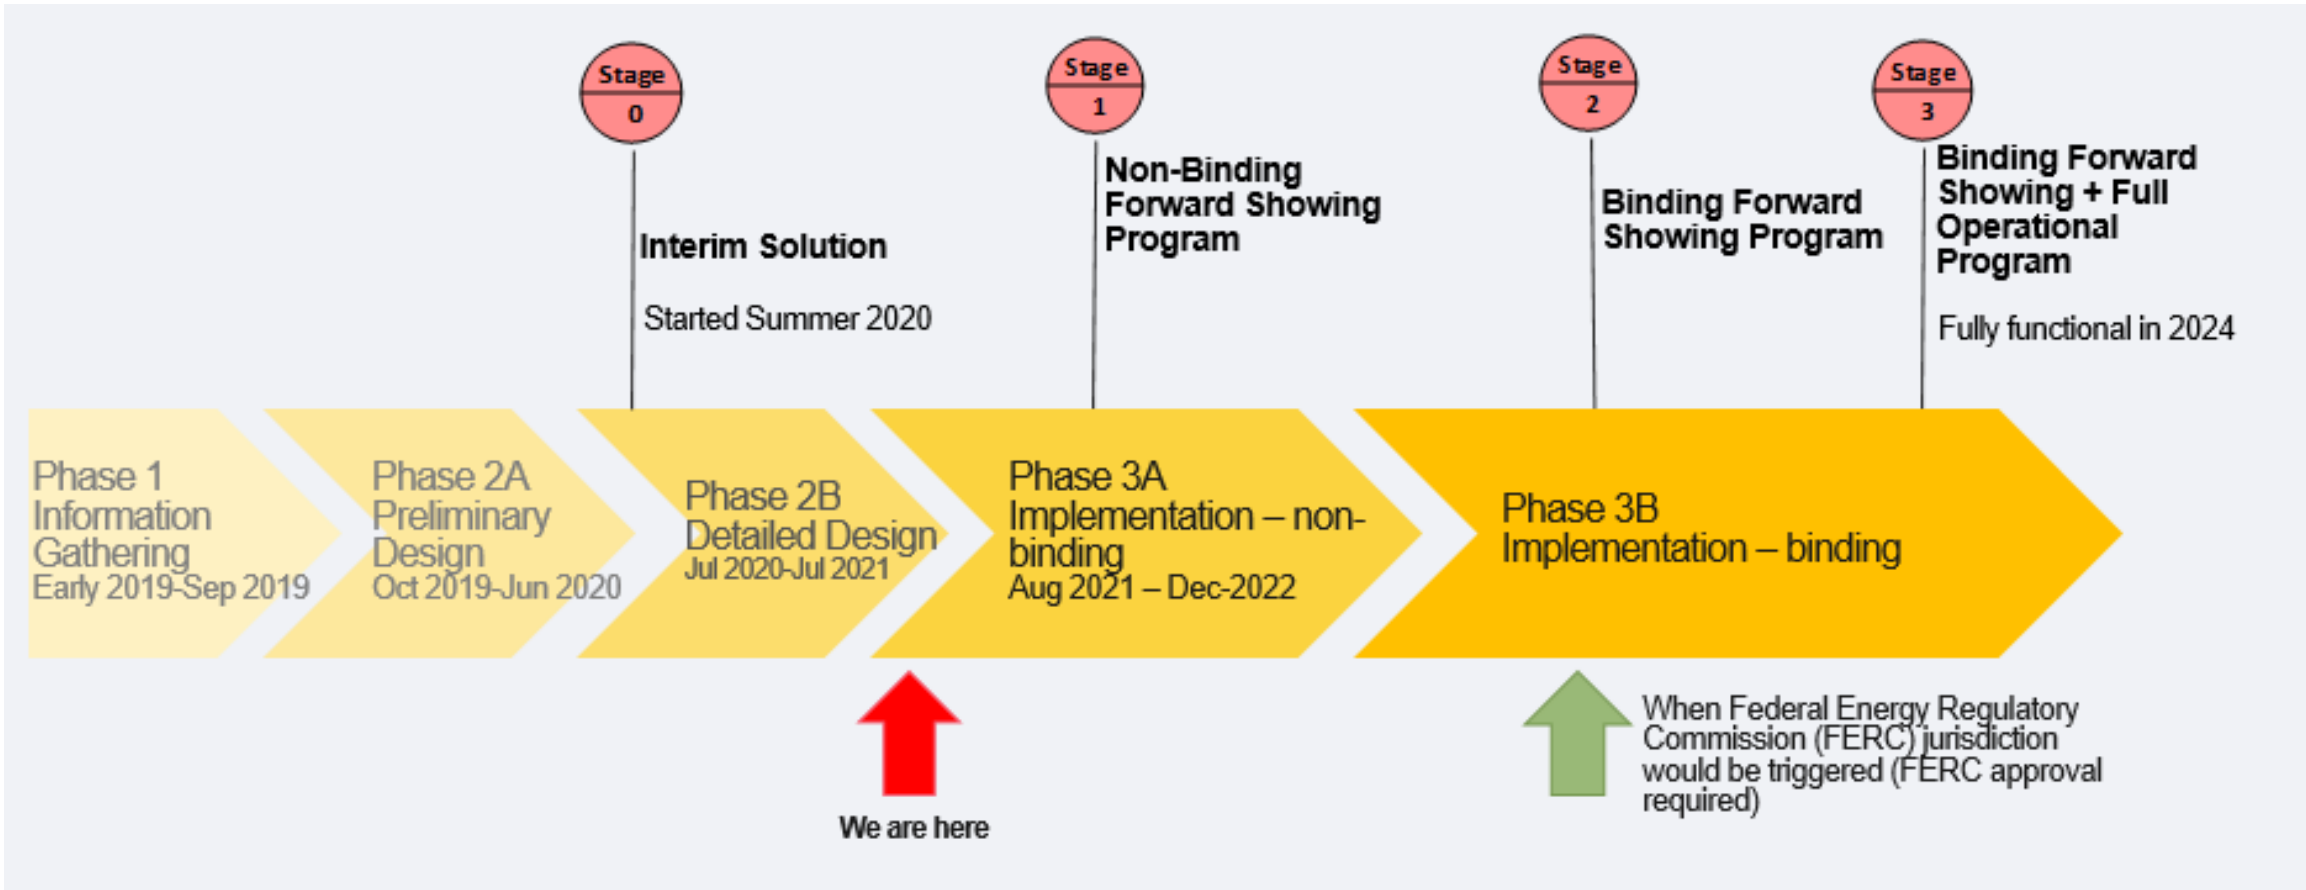 Stage
0
Stage
1
Stage
2
Stage
3
Interim Solution
Started Summer 2020
Non-Binding
Forward Showing
Program
Binding Forward
Showing Program
Binding Forward
Showing + Full
Operational
Program
Fully functional in 2024
Phase 1
Information
Gathering
Early 2019-Sep 2019
Phase 2A
Preliminary
Design
Oct 2019-Jun 2020
Phase 2B
Detailed Design
Jul 2020-Jul 2021
Phase 3A
Implementation – non-
binding
Aug 2021 – Dec-2022
Phase 3B
Implementation – binding
We are here
When Federal Energy Regulatory
Commission (FERC) jurisdiction
would be triggered (FERC approval
required)